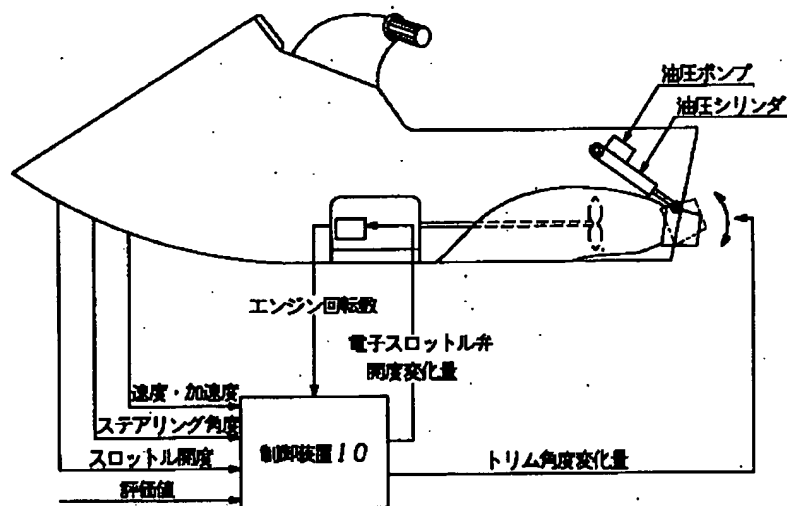 油圧ポンプ
油圧シリンダ
エンジン回転数
電子スロットル弁
開度変化量
速度・加速度
ステアリング角度
スロットル開度
評価値
制御装置10
トリム角度変化量